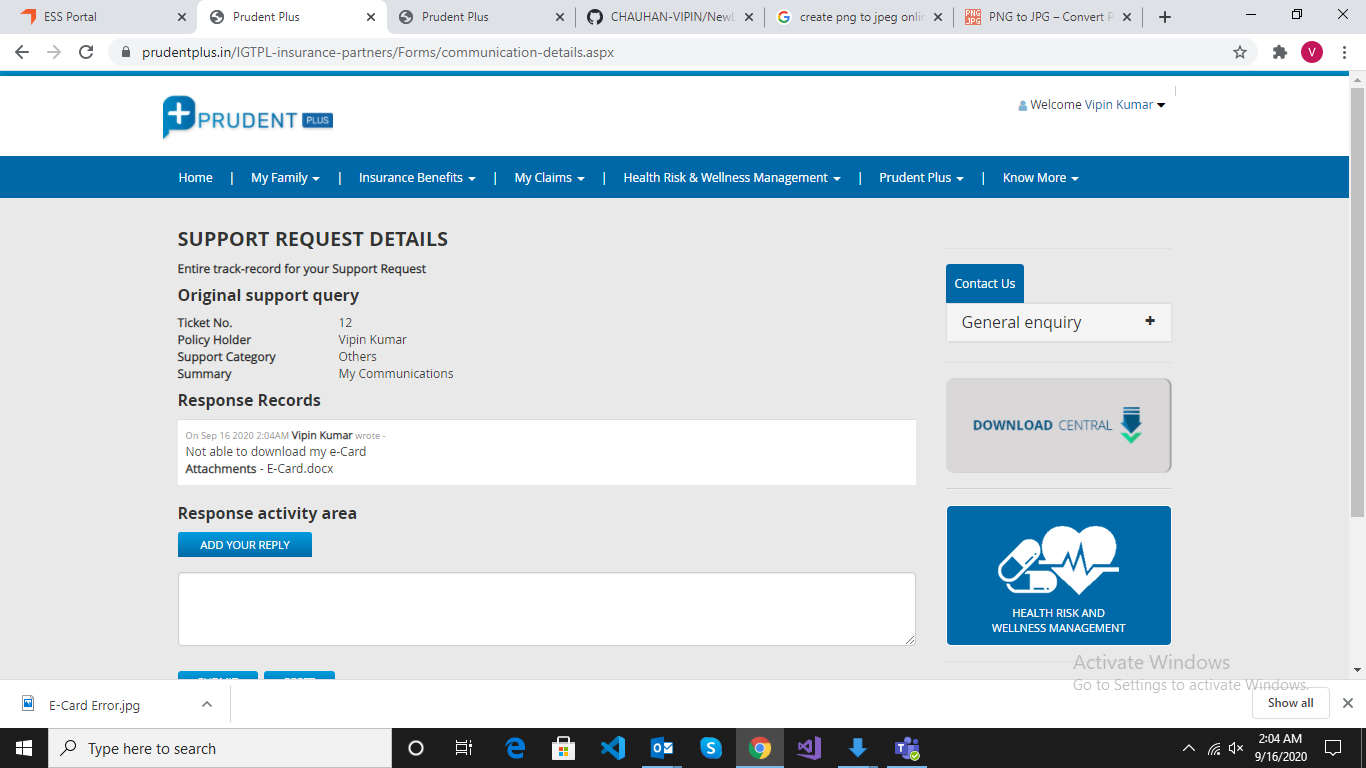 ESS Portal
Prudent Plus
Prudent Plus
CHAUHAN-VIPIN/NewL
create png to jpeg onlin
PNG to JPG – Convert P
prudentplus.in/IGTPL-insurance-partners/Forms/communication-details.aspx
V
PRUDENT PLUS
Welcome Vipin Kumar
Home | My Family | Insurance Benefits | My Claims | Health Risk & Wellness Management | Prudent Plus | Know More
SUPPORT REQUEST DETAILS
Entire track-record for your Support Request
Original support query
Ticket No. 12
Policy Holder Vipin Kumar
Support Category Others
Summary My Communications
Response Records
On Sep 16 2020 2:04AM Vipin Kumar wrote -
Not able to download my e-Card
Attachments - E-Card.docx
Response activity area
ADD YOUR REPLY
SUBMIT RESET
Contact Us
General enquiry +
DOWNLOAD CENTRAL
HEALTH RISK AND
WELLNESS MANAGEMENT
Activate Windows
Go to Settings to activate Windows.
E-Card Error.jpg
Show all
Type here to search
2:04 AM
9/16/2020